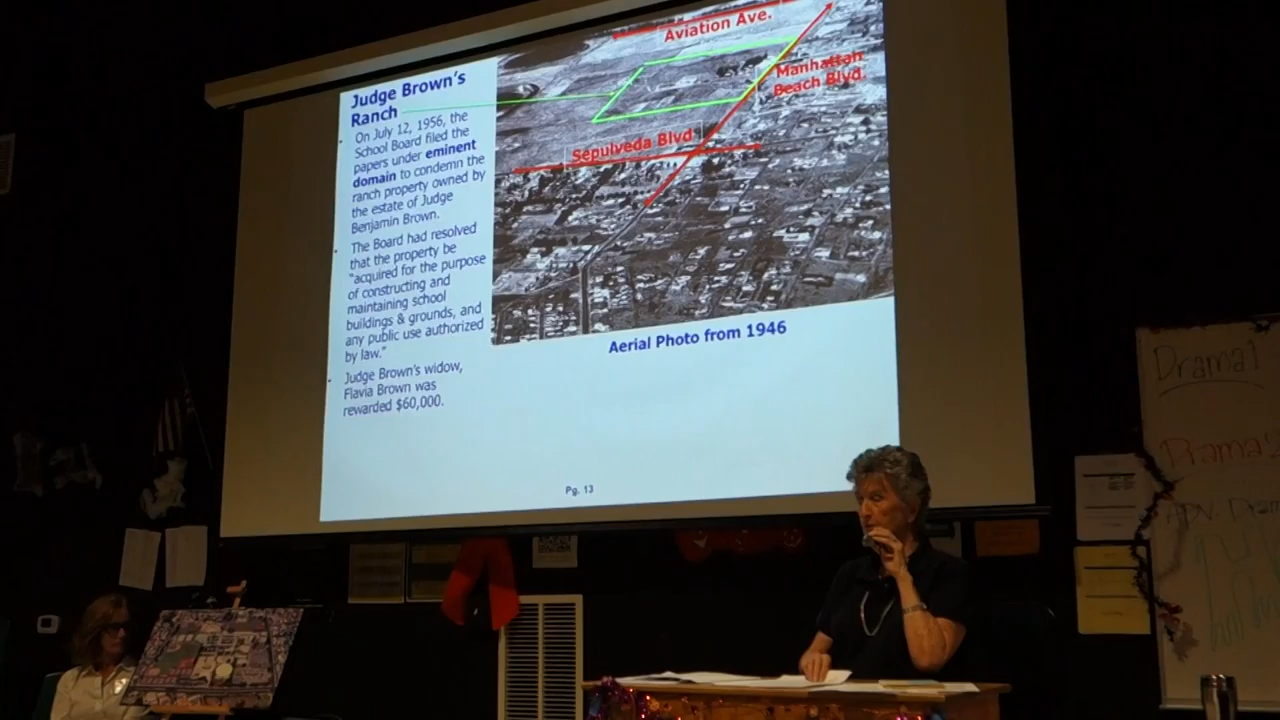 Judge Brown's
Ranch
On July 12, 1956, the
School Board filed the
papers under eminent
domain to condemn the
ranch property owned by
the estate of Judge
Benjamin Brown.
The Board had resolved
that the property be
"acquired for the purpose
of constructing and
maintaining school
buildings & grounds, and
any public use authorized
by law."
Judge Brown's widow,
Flavia Brown was
rewarded $60,000.
Aviation Ave.
Manhattan
Beach Blvd.
Sepulveda Blvd
Aerial Photo from 1946
Pg. 13
Drama 1
Drama
ADV. Dram